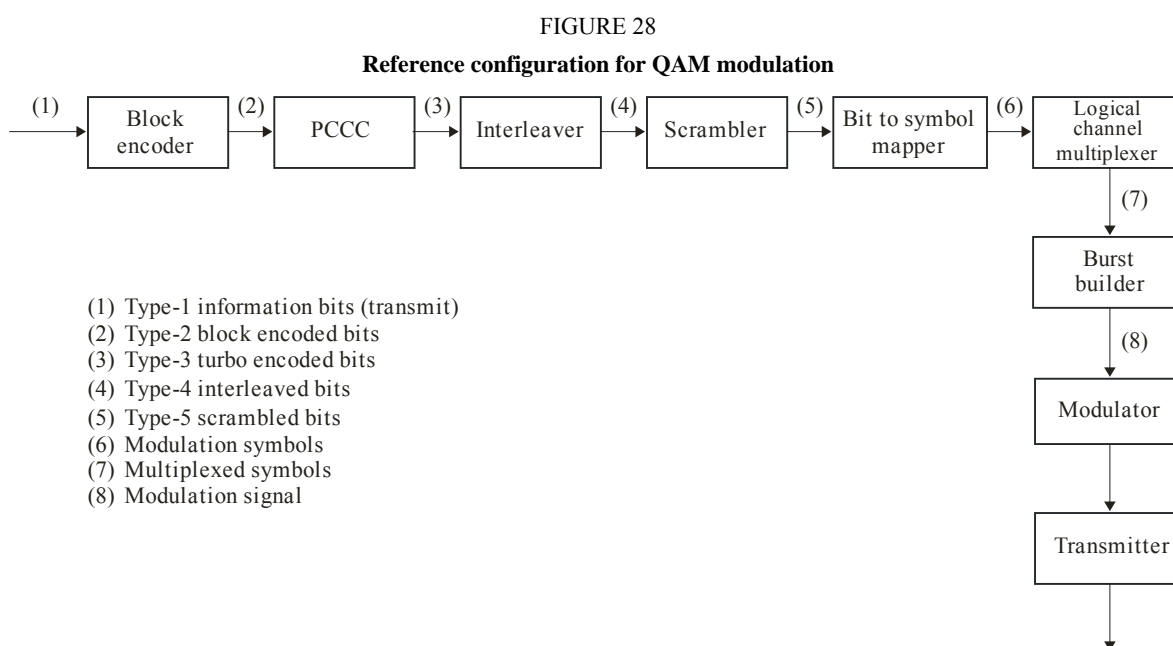 FIGURE 28
Reference configuration for QAM modulation
(1)
(2)
(3)
(4)
(5)
(6)
Block
encoder
PCCC
Interleaver
Scrambler
Bit to symbol
mapper
Logical
channel
multiplexer
(7)
Burst
builder
(8)
Modulator
Transmitter
(1) Type-1 information bits (transmit)
(2) Type-2 block encoded bits
(3) Type-3 turbo encoded bits
(4) Type-4 interleaved bits
(5) Type-5 scrambled bits
(6) Modulation symbols
(7) Multiplexed symbols
(8) Modulation signal